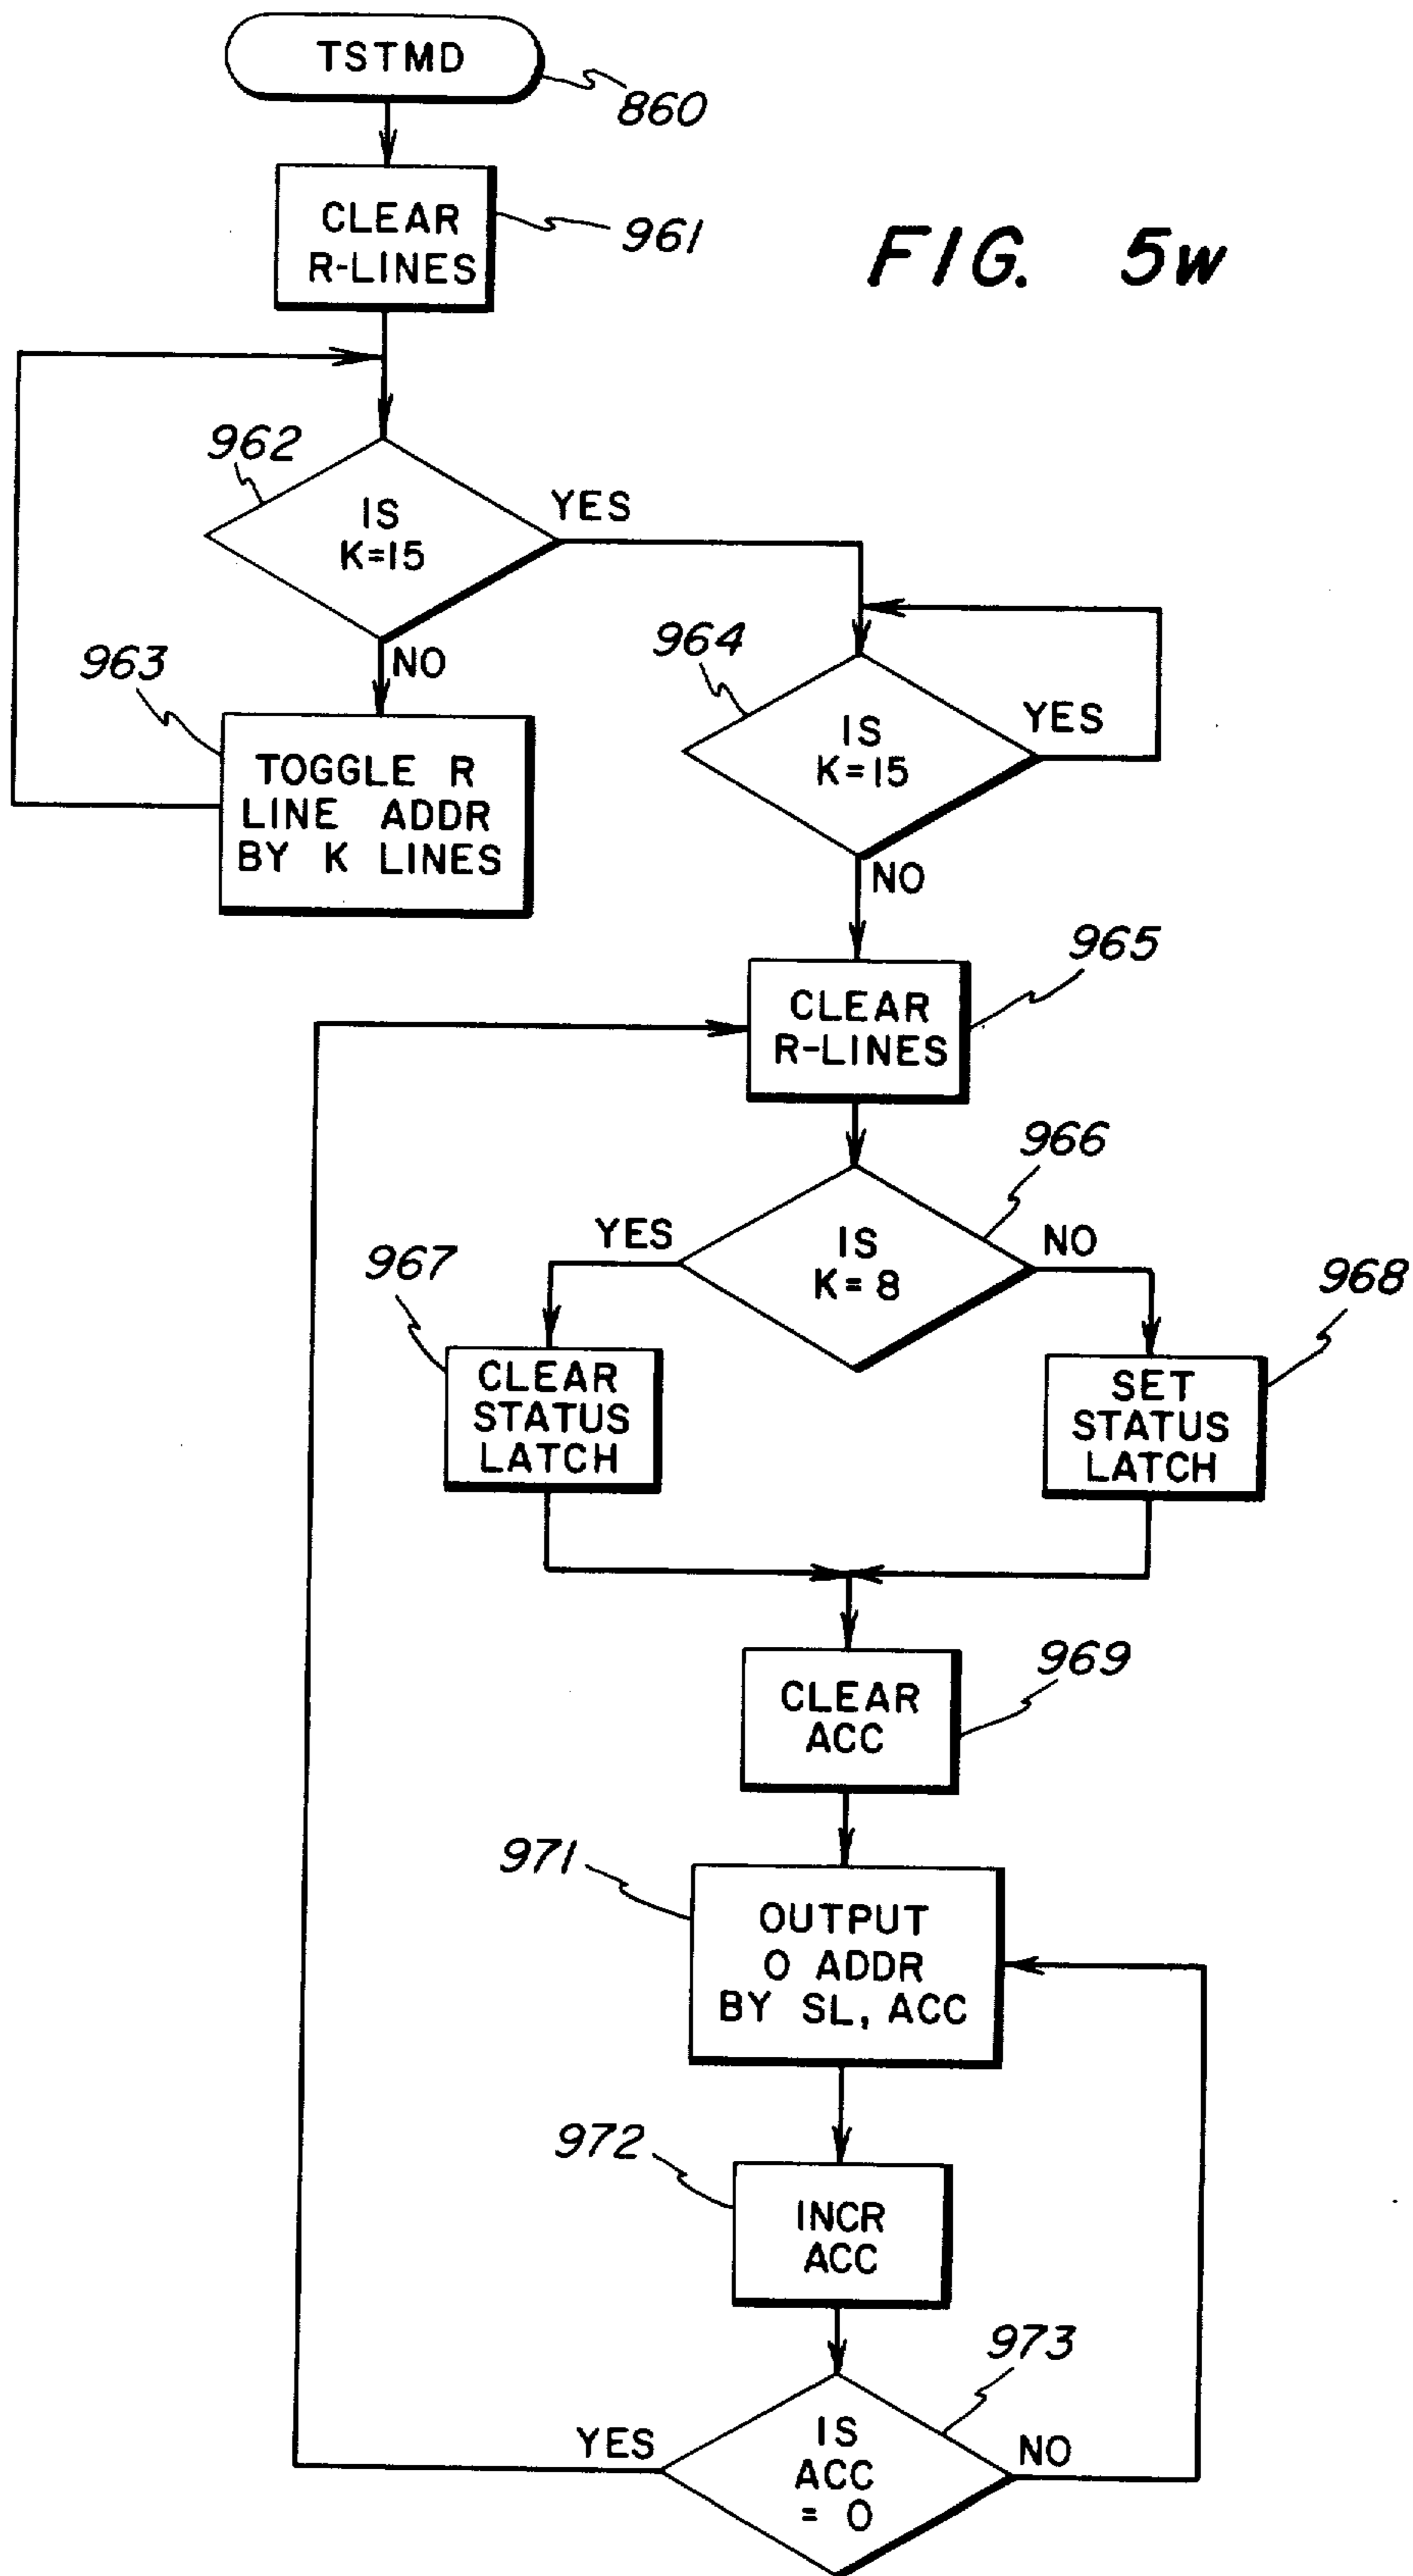 TSTMD
860
CLEAR
R-LINES
961
FIG. 5w
962
IS
K=15
YES
NO
963
TOGGLE R
LINE ADDR
BY K LINES
964
IS
K=15
YES
NO
965
CLEAR
R-LINES
966
IS
K=8
YES
NO
967
CLEAR
STATUS
LATCH
968
SET
STATUS
LATCH
969
CLEAR
ACC
971
OUTPUT
O ADDR
BY SL, ACC
972
INCR
ACC
973
IS
ACC
= 0
YES
NO